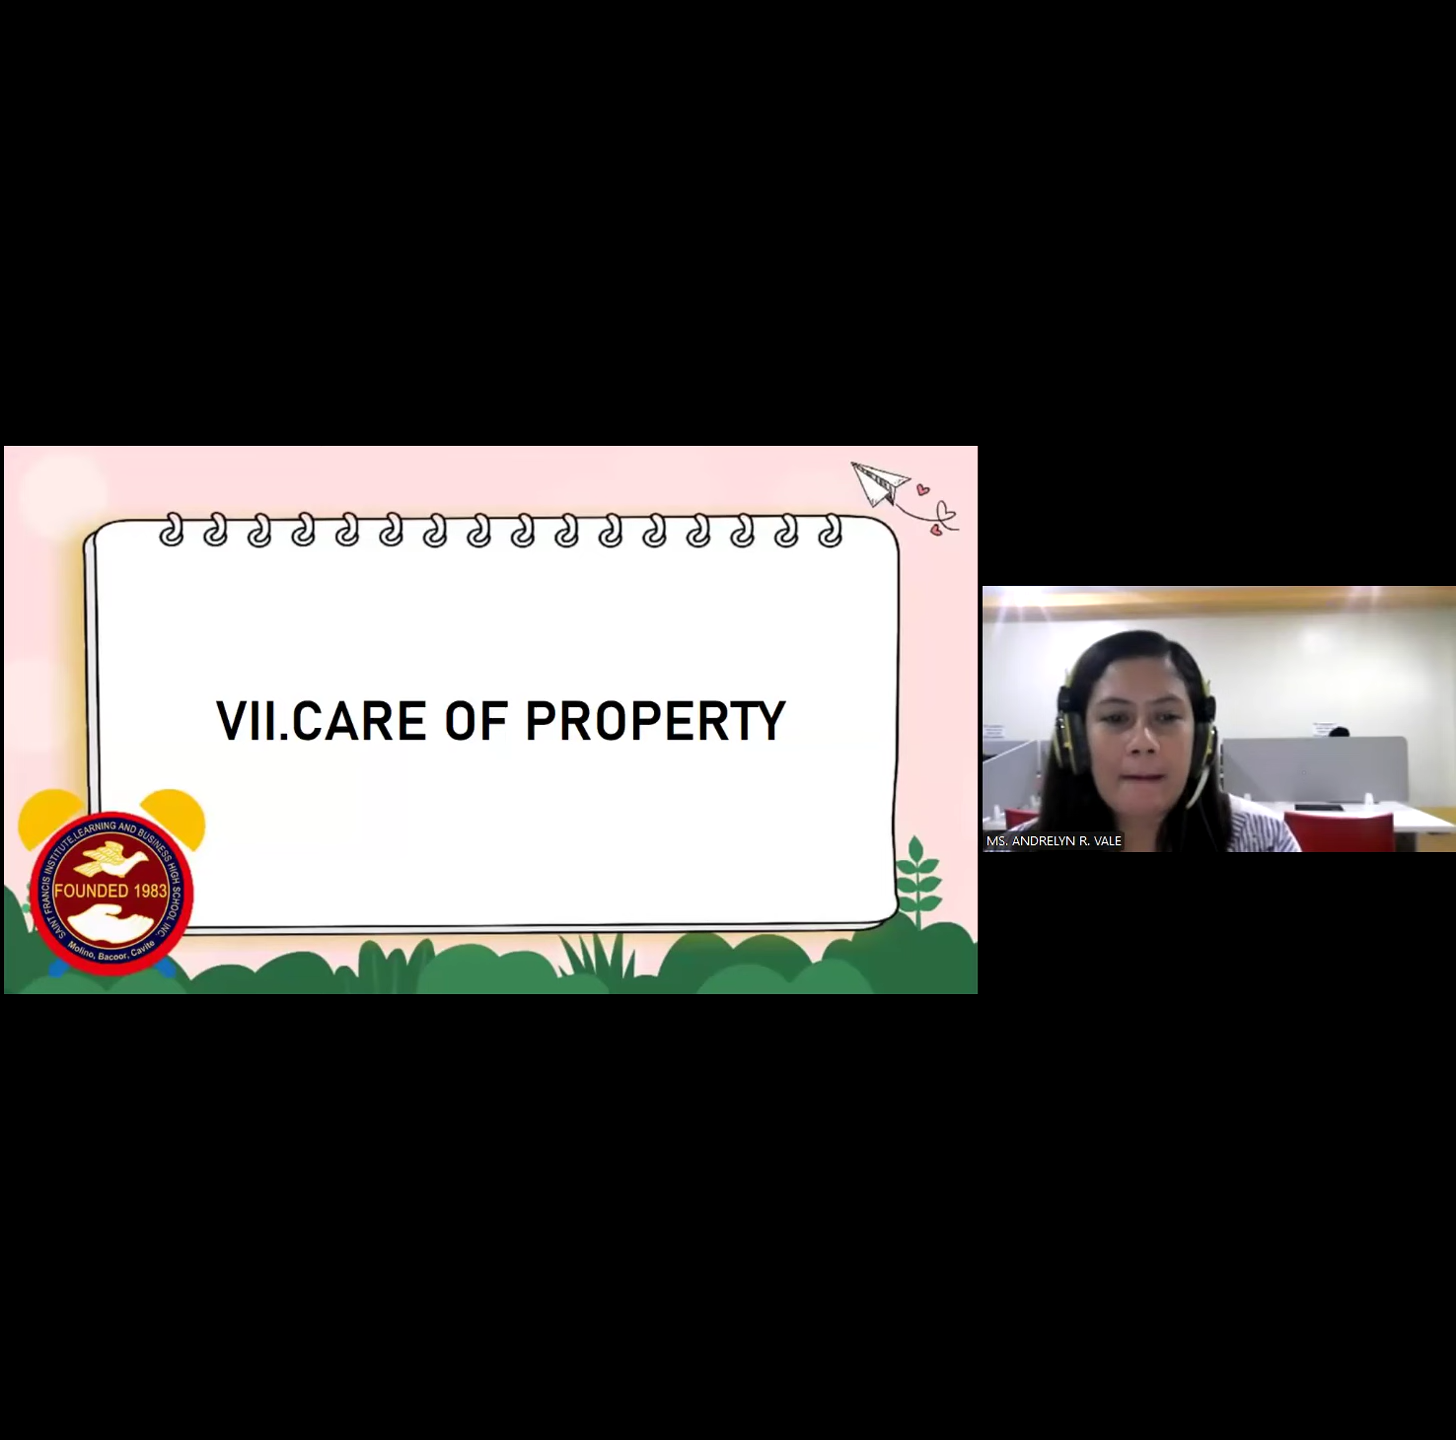 VII.CARE OF PROPERTY
SAINT FRANCIS INSTITUTE.LEARNING AND BUSINESS HIGH SCHOOL INC.
FOUNDED 1983
Molino, Bacoor, Cavite
MS. ANDRELYN R. VALE